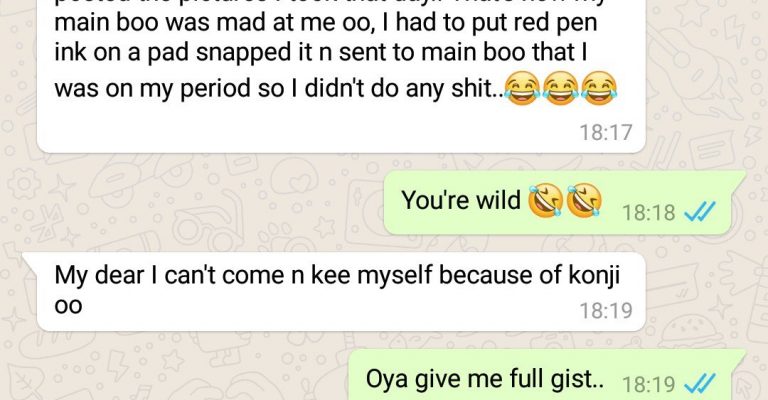 main boo was mad at me oo, I had to put red pen
ink on a pad snapped it n sent to main boo that I
was on my period so I didn't do any shit..😂😂😂
18:17
You're wild 🤣🤣 18:18
My dear I can't come n kee myself because of konji
oo
18:19
Oya give me full gist.. 18:19